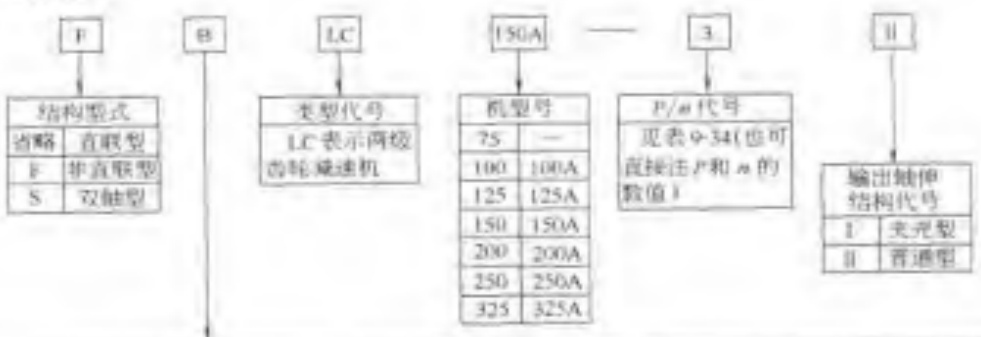 F B LC 150A — 3 II
结构型式
省略 直联型
F 非直联型
S 双轴型
类型代号
LC表示两级
齿轮减速机
机型号
75 —
100 100A
125 125A
150 150A
200 200A
250 250A
325 325A
P/n代号
见表9-34(也可
直接注P和n的
数值)
输出轴伸
结构代号
I 夹壳型
II 普通型